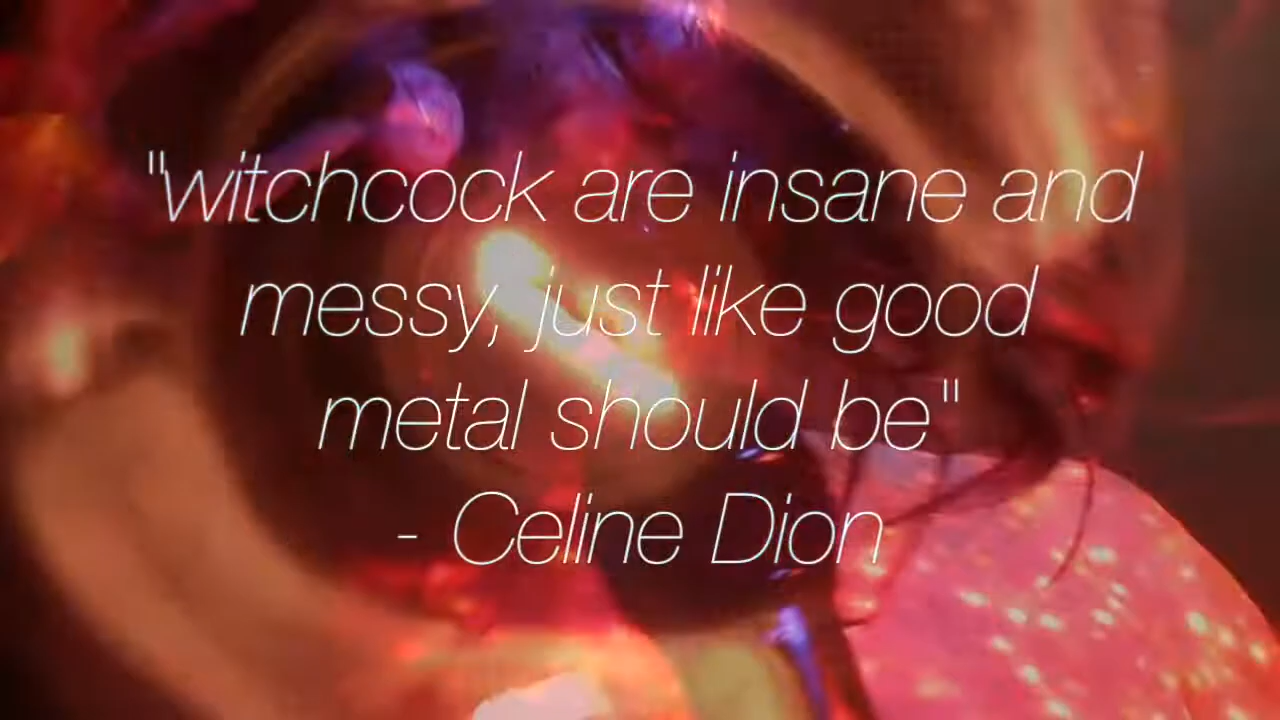 "witchcock are insane and
messy, just like good
metal should be"
- Celine Dion